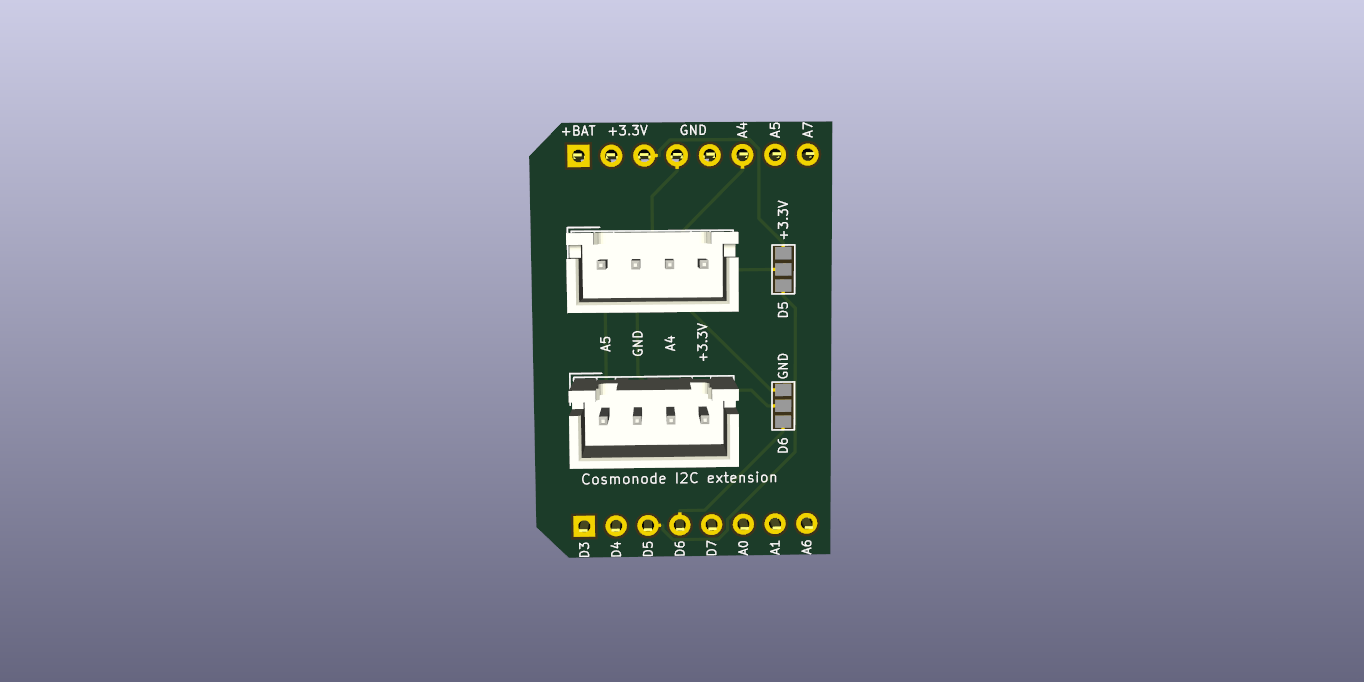 +BAT +3.3V GND A4 A5 A7
+3.3V
D5
A5 GND A4 +3.3V
GND
D6
Cosmonode I2C extension
D3 D4 D5 D6 D7 A0 A1 A6